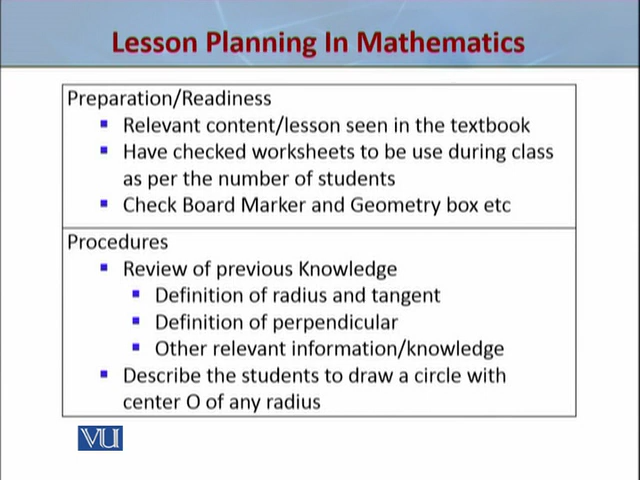 Lesson Planning In Mathematics
Preparation/Readiness
Relevant content/lesson seen in the textbook
Have checked worksheets to be use during class
as per the number of students
Check Board Marker and Geometry box etc
Procedures
Review of previous Knowledge
Definition of radius and tangent
Definition of perpendicular
Other relevant information/knowledge
Describe the students to draw a circle with
center O of any radius
VU